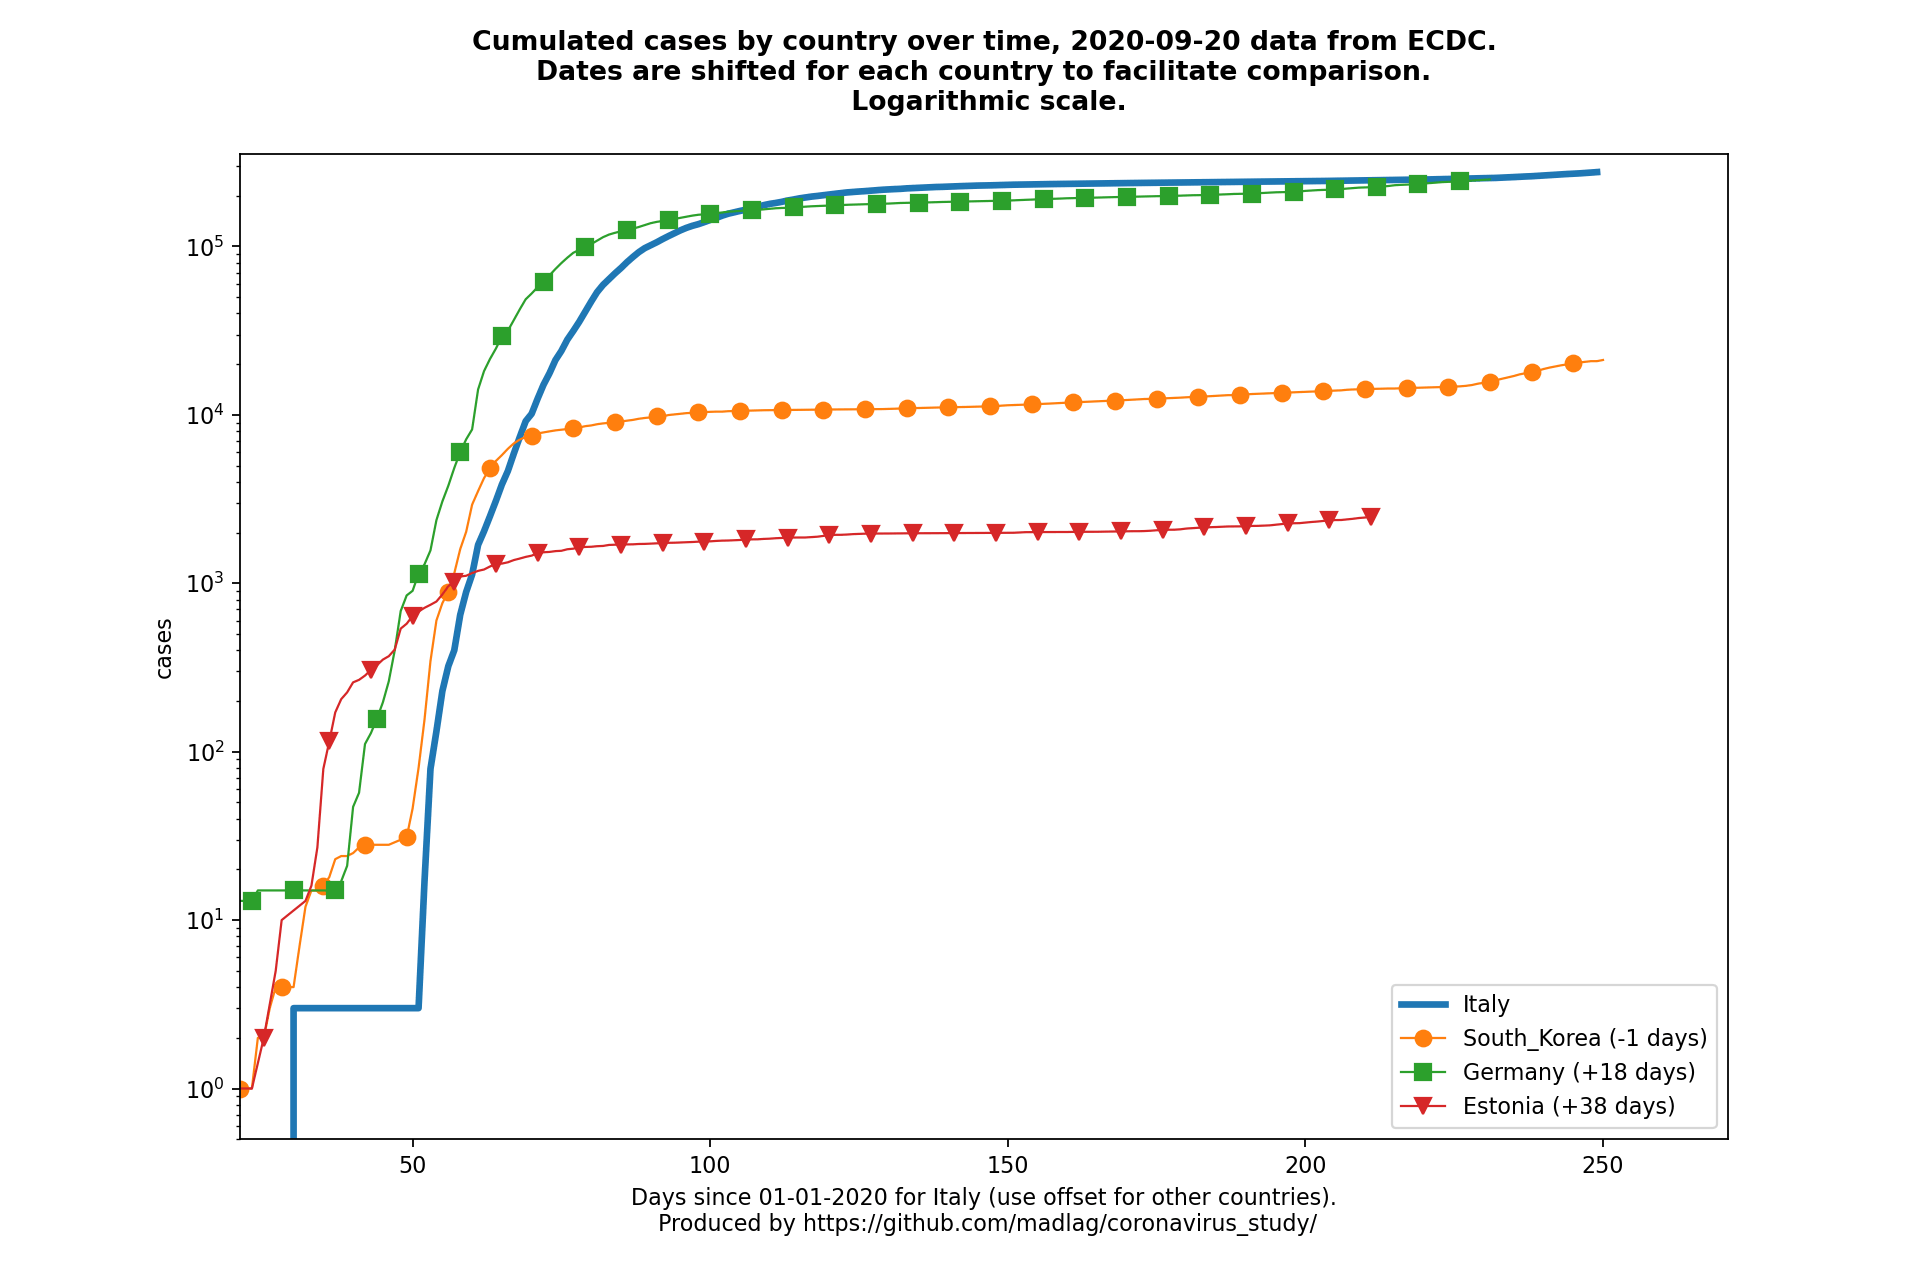 Cumulated cases by country over time, 2020-09-20 data from ECDC.
Dates are shifted for each country to facilitate comparison.
Logarithmic scale.
cases
10^5
10^4
10^3
10^2
10^1
10^0
50 100 150 200 250
Italy
South_Korea (-1 days)
Germany (+18 days)
Estonia (+38 days)
Days since 01-01-2020 for Italy (use offset for other countries).
Produced by https://github.com/madlag/coronavirus_study/